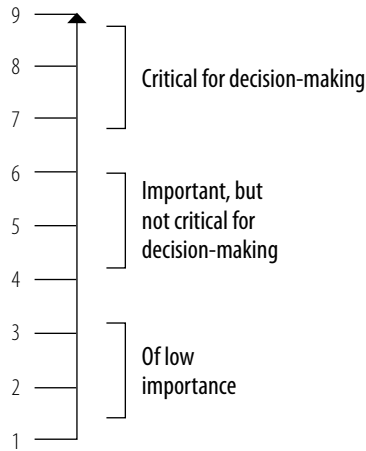 9
8
Critical for decision-making
7
6
Important, but
not critical for
decision-making
5
4
3
Of low
importance
2
1